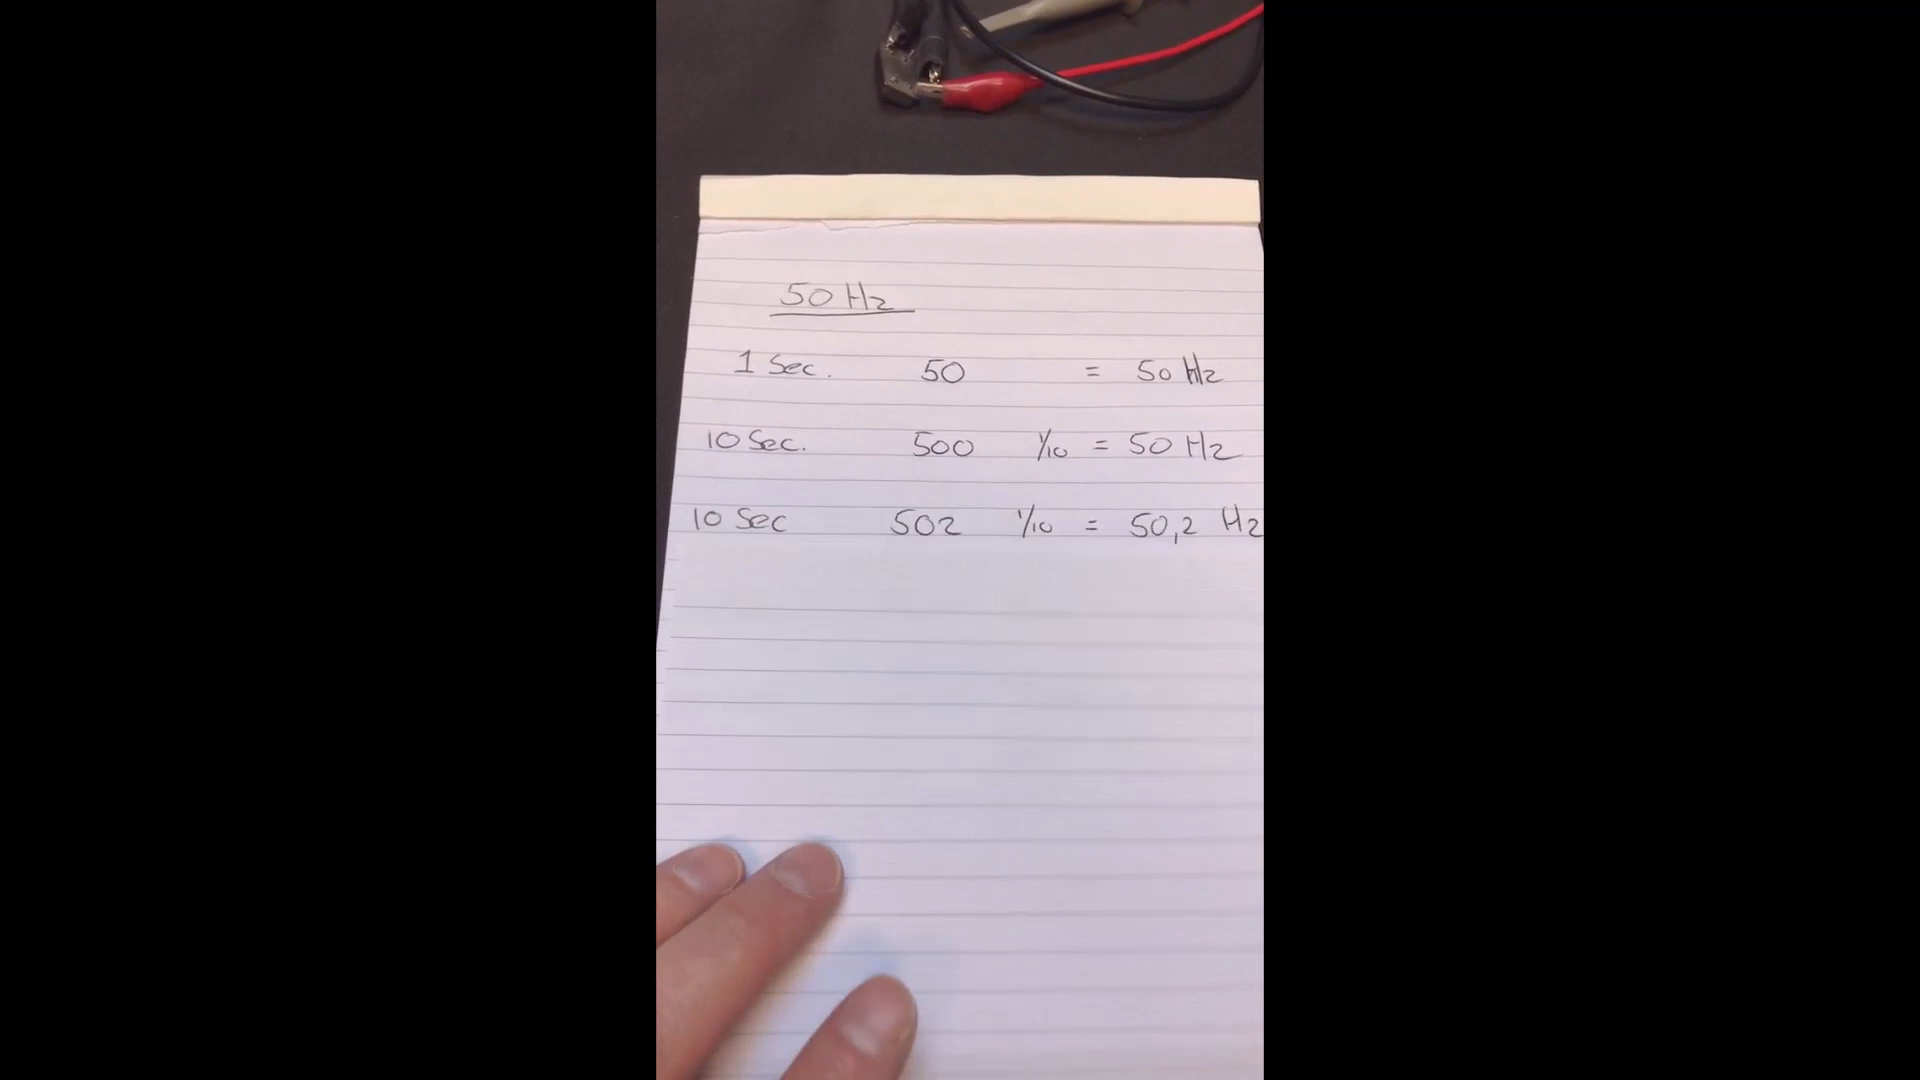 50 Hz
1 Sec. 50 = 50 Hz
10 Sec. 500 1/10 = 50 Hz
10 Sec 502 1/10 = 50,2 Hz